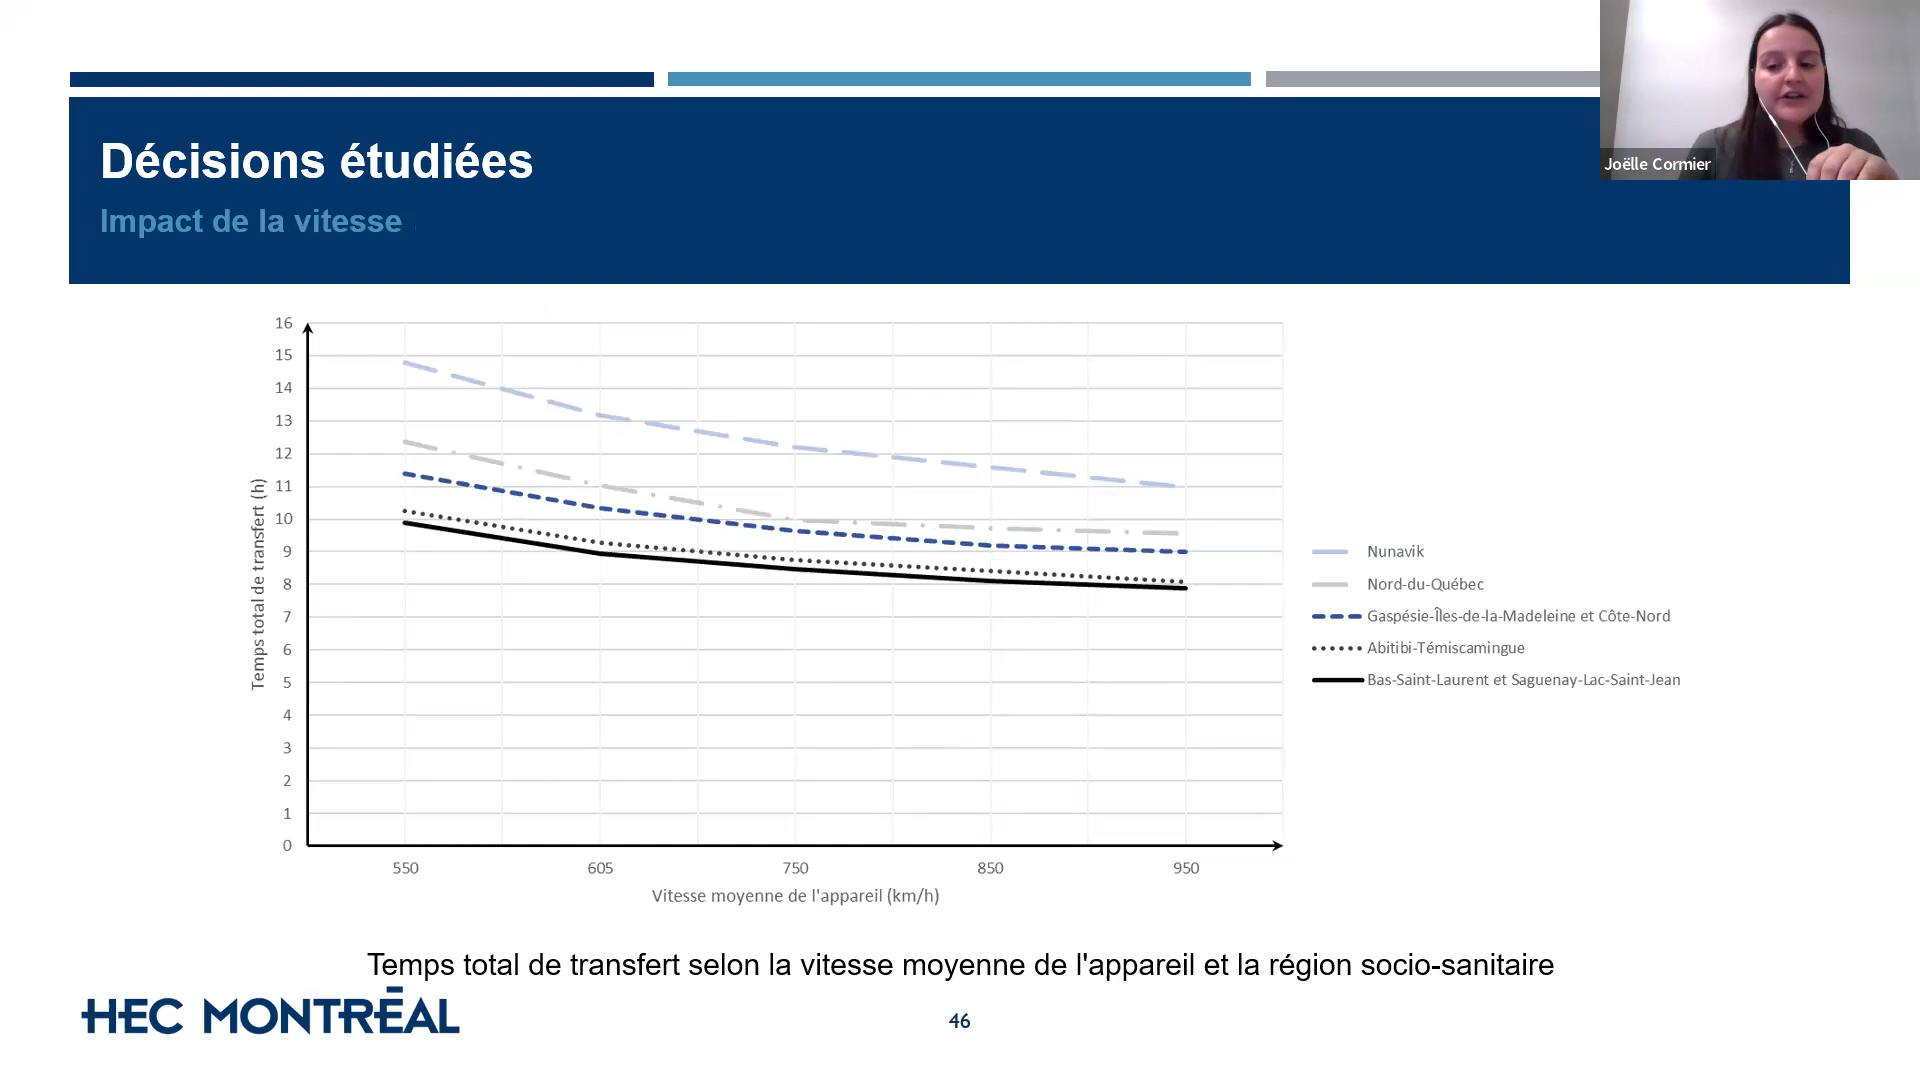 Joëlle Cormier
Décisions étudiées
Impact de la vitesse
16
15
14
13
12
11
10
9
8
7
6
5
4
3
2
1
0
Temps total de transfert (h)
550 605 750 850 950
Vitesse moyenne de l'appareil (km/h)
Nunavik
Nord-du-Québec
Gaspésie-Îles-de-la-Madeleine et Côte-Nord
Abitibi-Témiscamingue
Bas-Saint-Laurent et Saguenay-Lac-Saint-Jean
Temps total de transfert selon la vitesse moyenne de l'appareil et la région socio-sanitaire
HEC MONTRÉAL
46